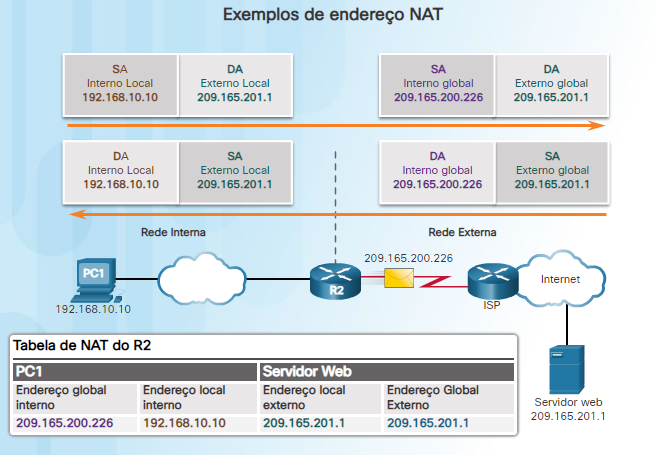 Exemplos de endereço NAT
SA
Interno Local
192.168.10.10
DA
Externo Local
209.165.201.1
SA
Interno global
209.165.200.226
DA
Externo global
209.165.201.1
DA
Interno Local
192.168.10.10
SA
Externo Local
209.165.201.1
DA
Interno global
209.165.200.226
SA
Externo global
209.165.201.1
Rede Interna
Rede Externa
209.165.200.226
PC1
R2
ISP
Internet
192.168.10.10
Servidor web
209.165.201.1
Tabela de NAT do R2
PC1
Servidor Web
Endereço global
interno
Endereço local
interno
Endereço local
externo
Endereço Global
Externo
209.165.200.226
192.168.10.10
209.165.201.1
209.165.201.1